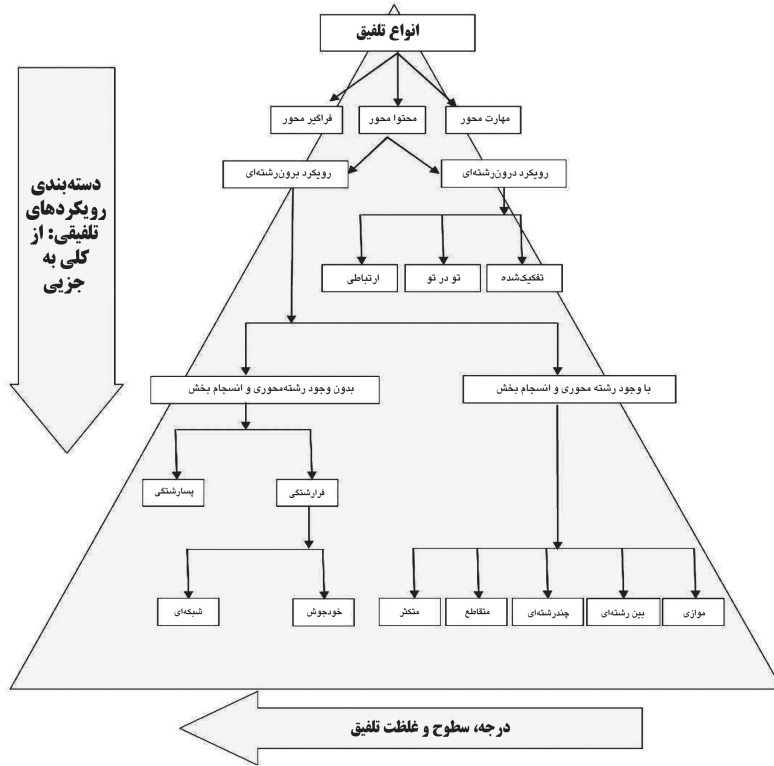 انواع تلفیق
مهارت محور
محتوا محور
فراگیر محور
رویکرد درون‌رشته‌ای
رویکرد برون‌رشته‌ای
دسته‌بندی
رویکردهای
تلفیقی: از
کلی به
جزیی
تفکیک‌شده
تو در تو
ارتباطی
با وجود رشته محوری و انسجام بخش
بدون وجود رشته‌محوری و انسجام بخش
فرارشتگی
پسارشتگی
موازی
بین رشته‌ای
چندرشته‌ای
متقاطع
متکثر
خودجوش
شبکه‌ای
درجه، سطوح و غلظت تلفیق